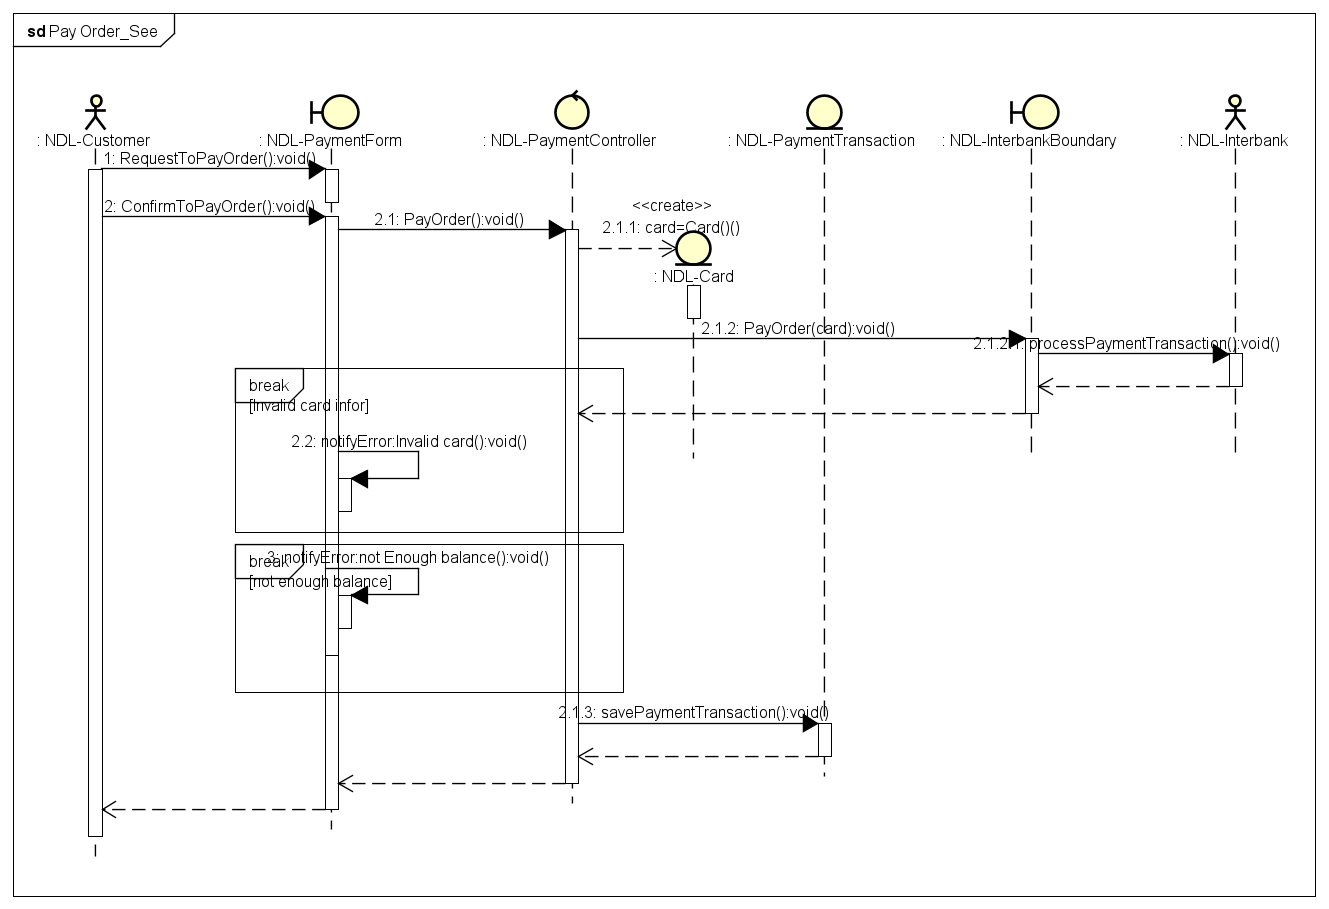 sd Pay Order_See
: NDL-Customer
: NDL-PaymentForm
: NDL-PaymentController
: NDL-PaymentTransaction
: NDL-InterbankBoundary
: NDL-Interbank
1: RequestToPayOrder():void()
2: ConfirmToPayOrder():void()
2.1: PayOrder():void()
<<create>>
2.1.1: card=Card()()
: NDL-Card
2.1.2: PayOrder(card):void()
2.1.2.1: processPaymentTransaction():void()
break
[Invalid card infor]
2.2: notifyError:Invalid card():void()
3: notifyError:not Enough balance():void()
break
[not enough balance]
2.1.3: savePaymentTransaction():void()